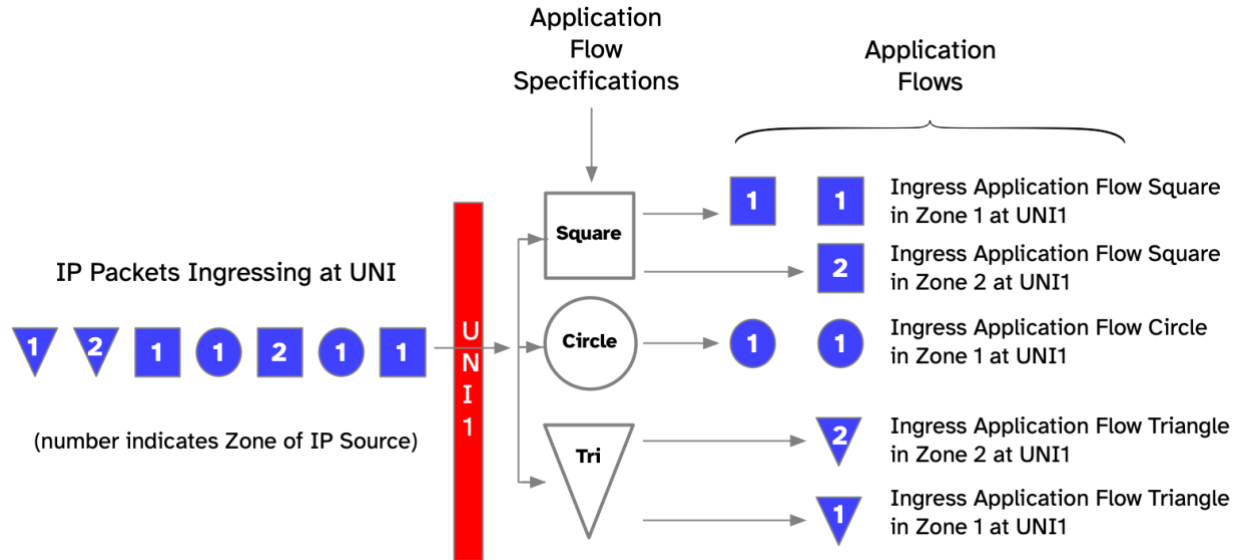 Application
Flow
Specifications
Application
Flows
IP Packets Ingressing at UNI
1 2 1 1 2 1 1
(number indicates Zone of IP Source)
UNI1
Square
Circle
Tri
1 1
Ingress Application Flow Square
in Zone 1 at UNI1
2
Ingress Application Flow Square
in Zone 2 at UNI1
1 1
Ingress Application Flow Circle
in Zone 1 at UNI1
2
Ingress Application Flow Triangle
in Zone 2 at UNI1
1
Ingress Application Flow Triangle
in Zone 1 at UNI1